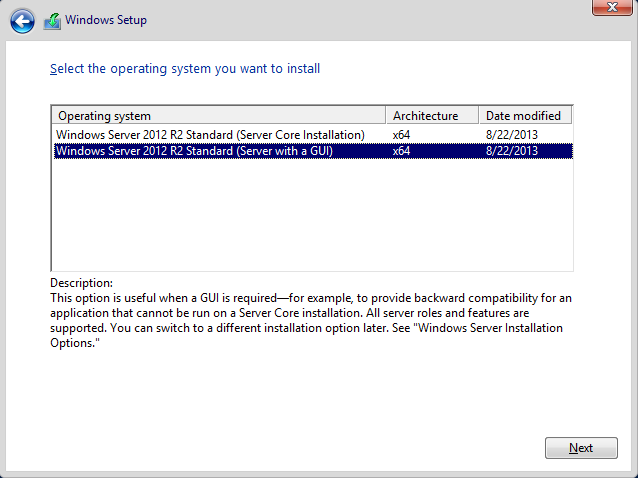 Windows Setup
Select the operating system you want to install
Operating system Architecture Date modified
Windows Server 2012 R2 Standard (Server Core Installation) x64 8/22/2013
Windows Server 2012 R2 Standard (Server with a GUI) x64 8/22/2013
Description:
This option is useful when a GUI is required—for example, to provide backward compatibility for an
application that cannot be run on a Server Core installation. All server roles and features are
supported. You can switch to a different installation option later. See "Windows Server Installation
Options."
Next